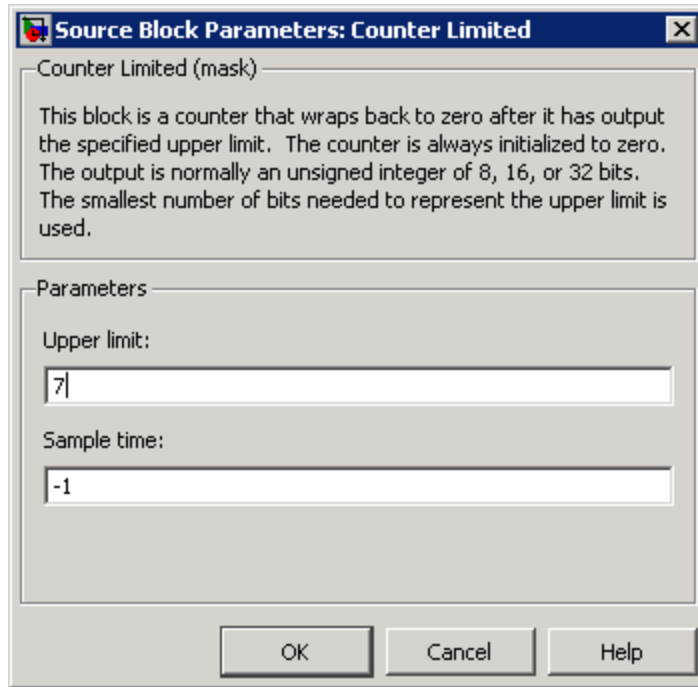 Source Block Parameters: Counter Limited
Counter Limited (mask)
This block is a counter that wraps back to zero after it has output
the specified upper limit.  The counter is always initialized to zero.
The output is normally an unsigned integer of 8, 16, or 32 bits.
The smallest number of bits needed to represent the upper limit is
used.
Parameters
Upper limit:
7
Sample time:
-1
OK Cancel Help